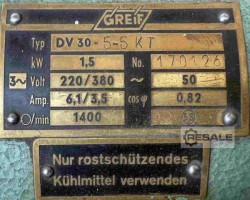 GREIF
Typ DV 30-5-S KT
kW 1,5 No. 170126
3~ Volt 220/380 ~ 50
Amp. 6,1/3,5 cos φ 0,82
U/min 1400
RESALE
Nur rostschützendes
Kühlmittel verwenden